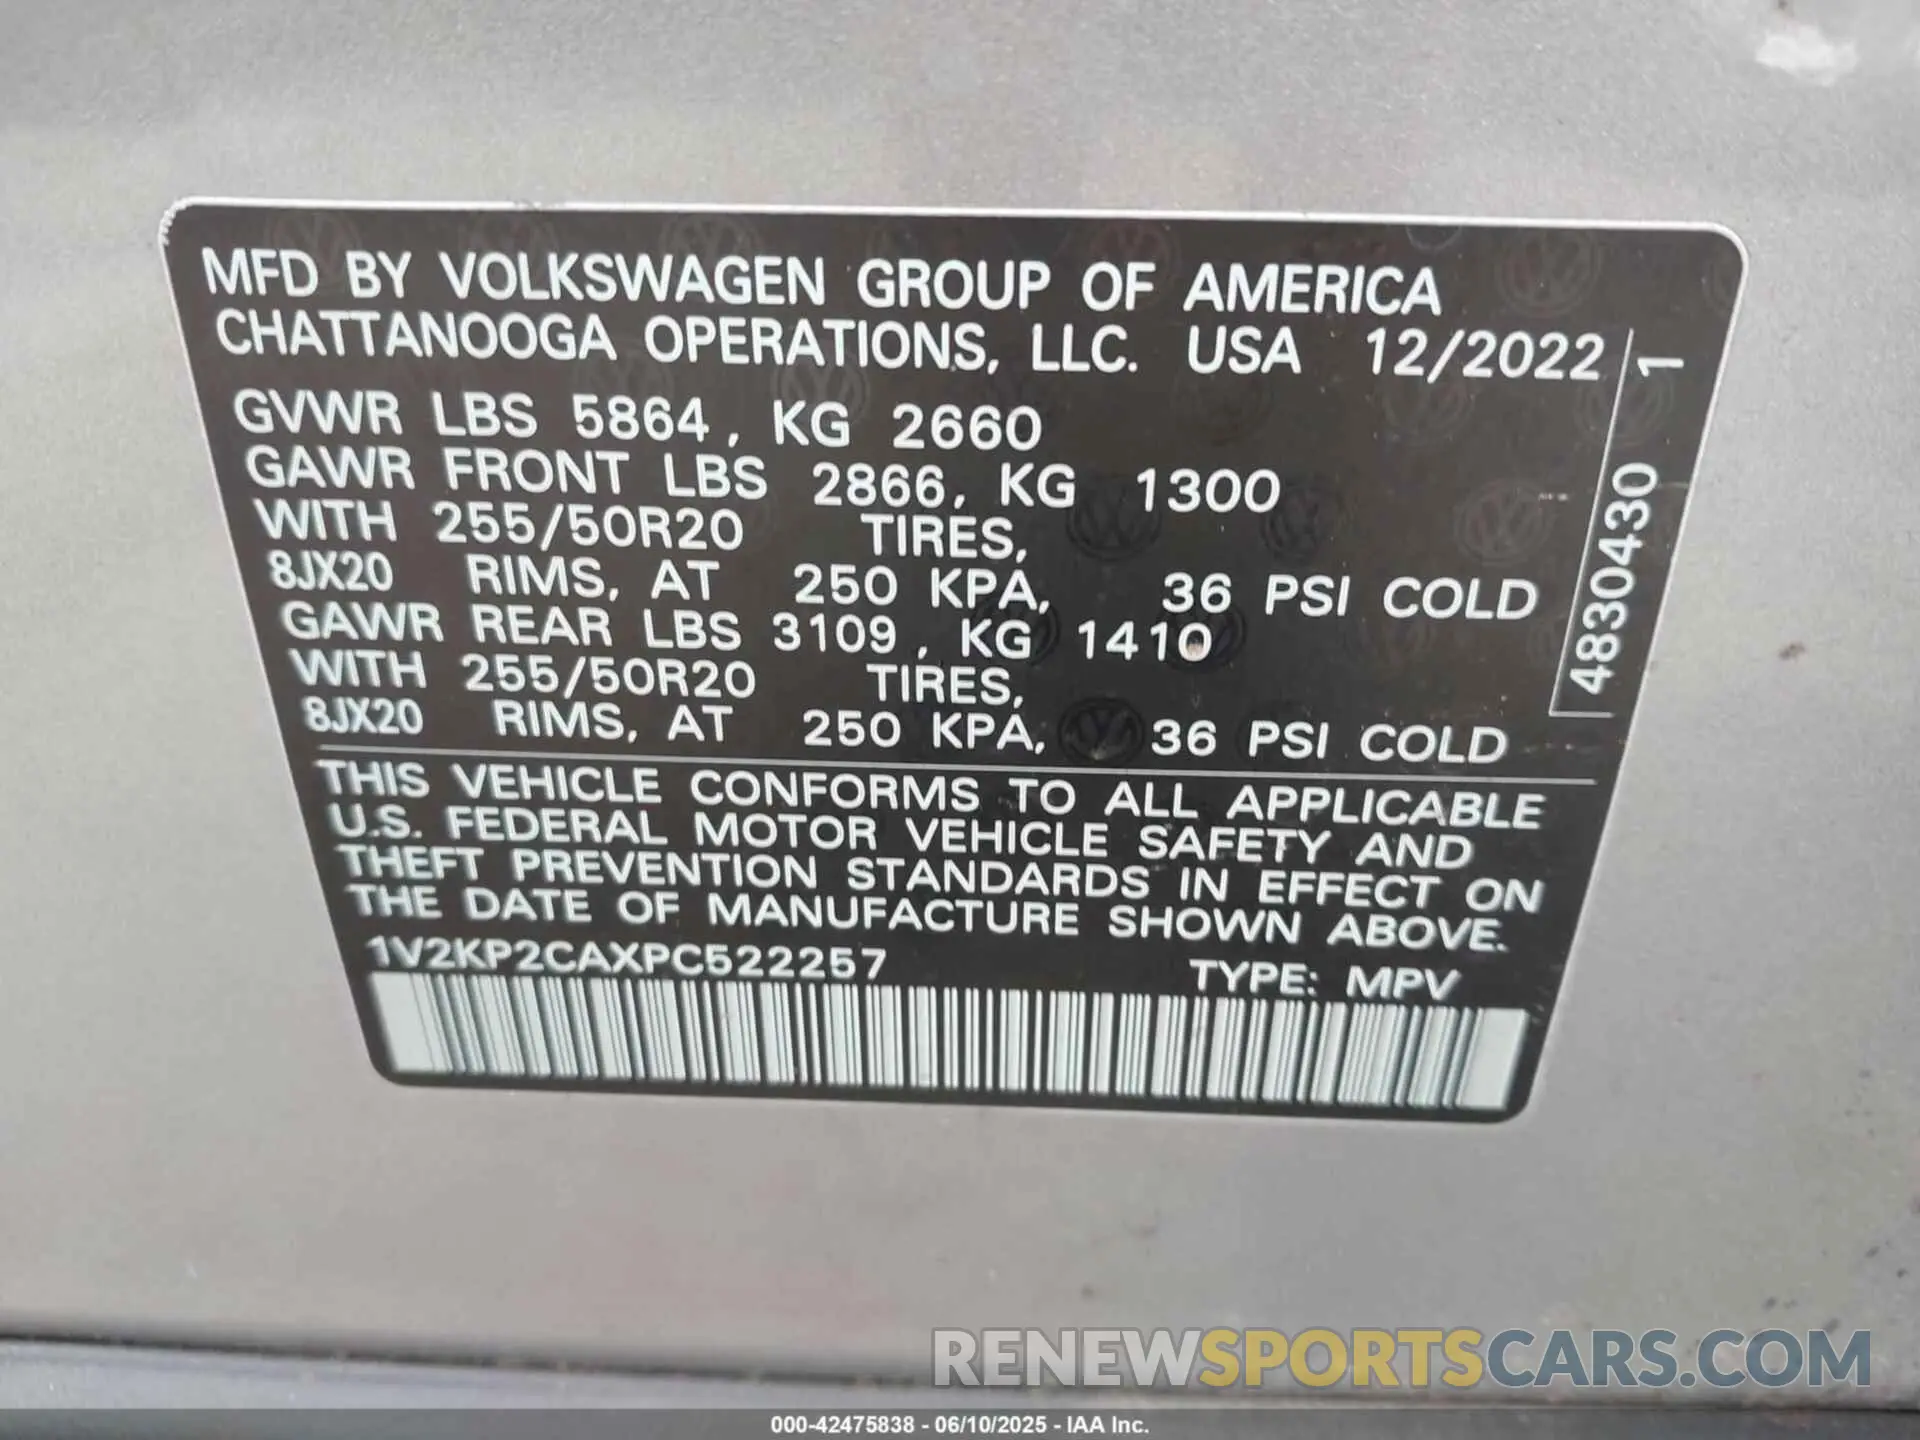 MFD BY VOLKSWAGEN GROUP OF AMERICA
CHATTANOOGA OPERATIONS, LLC. USA 12/2022
GVWR LBS 5864, KG 2660
GAWR FRONT LBS 2866, KG 1300
WITH 255/50R20 TIRES,
8JX20 RIMS, AT 250 KPA, 36 PSI COLD
GAWR REAR LBS 3109, KG 1410
WITH 255/50R20 TIRES,
8JX20 RIMS, AT 250 KPA, 36 PSI COLD
4830430 1
THIS VEHICLE CONFORMS TO ALL APPLICABLE
U.S. FEDERAL MOTOR VEHICLE SAFETY AND
THEFT PREVENTION STANDARDS IN EFFECT ON
THE DATE OF MANUFACTURE SHOWN ABOVE.
1V2KP2CAXPC522257 TYPE: MPV
RENEWSPORTSCARS.COM
000-42475838 - 06/10/2025 - IAA Inc.